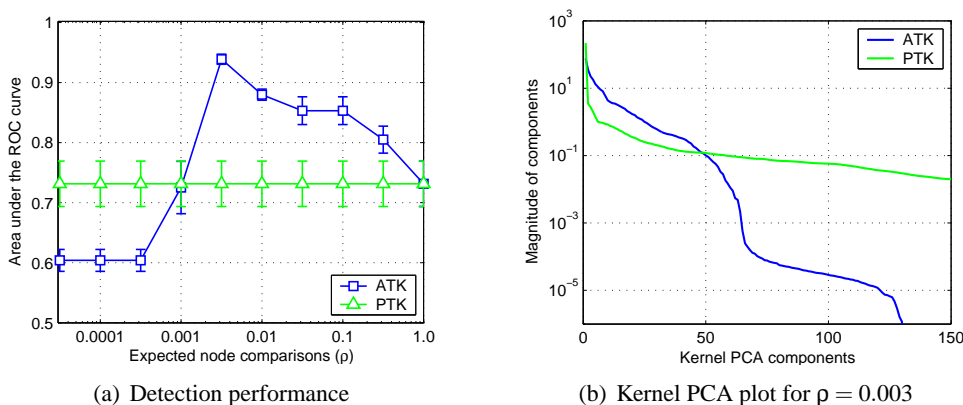 1
0.9
0.8
0.7
0.6
0.5
Area under the ROC curve
0.0001 0.001 0.01 0.1 1.0
Expected node comparisons (ρ)
ATK
PTK
(a) Detection performance
10^3
10^1
10^−1
10^−3
10^−5
Magnitude of components
0 50 100 150
Kernel PCA components
ATK
PTK
(b) Kernel PCA plot for ρ = 0.003